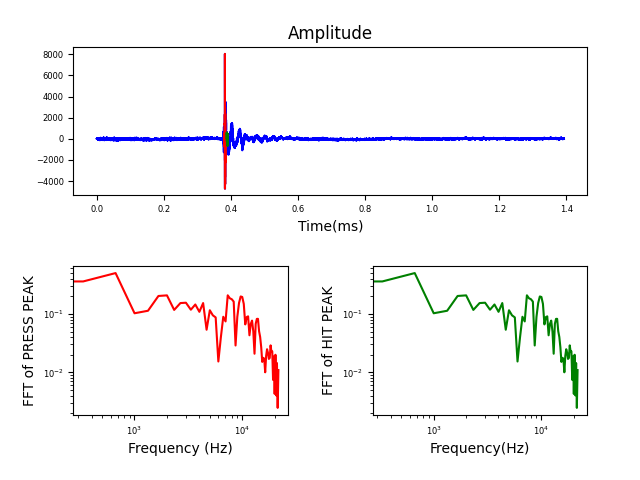 Amplitude
8000
6000
4000
2000
0
−2000
−4000
0.0 0.2 0.4 0.6 0.8 1.0 1.2 1.4
Time(ms)
FFT of PRESS PEAK
10⁻¹
10⁻²
10³ 10⁴
Frequency (Hz)
FFT of HIT PEAK
10⁻¹
10⁻²
10³ 10⁴
Frequency(Hz)